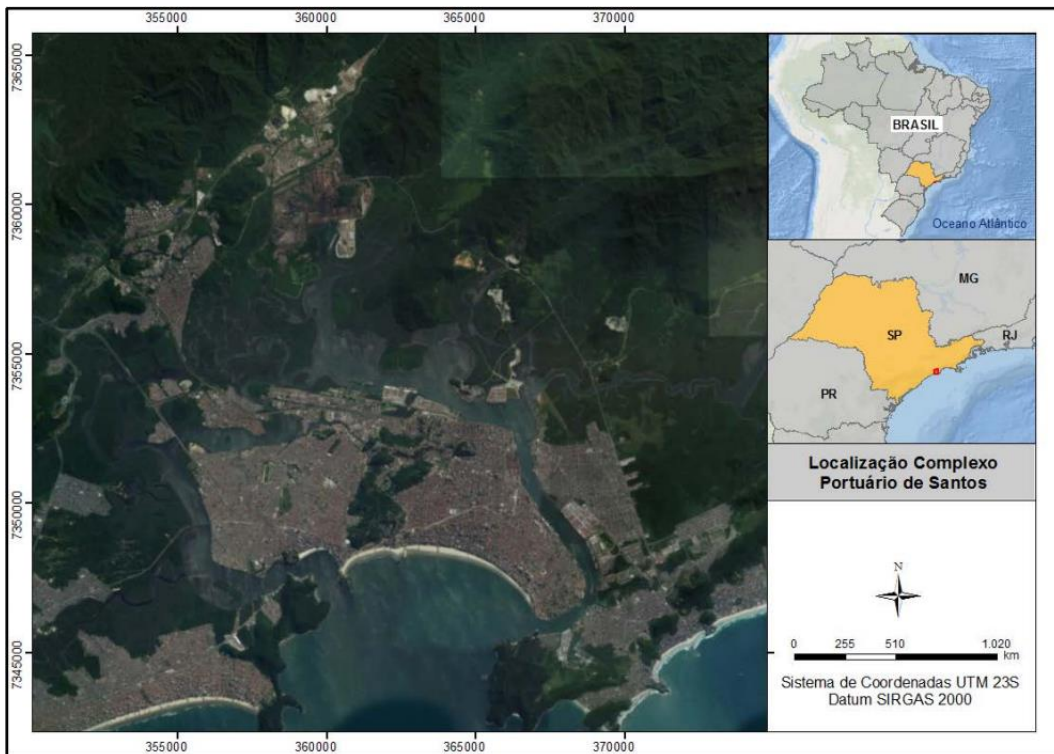 355000
360000
365000
370000
7365000
7360000
7355000
7350000
7345000
355000
360000
365000
370000
BRASIL
Oceano Atlântico
MG
SP
RJ
PR
Localização Complexo
Portuário de Santos
N
0 255 510 1.020
km
Sistema de Coordenadas UTM 23S
Datum SIRGAS 2000